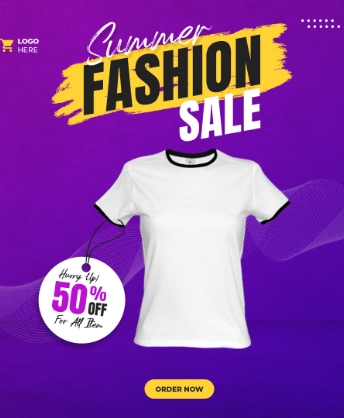 LOGO
HERE
Summer
FASHION
SALE
Hurry Up!
50%
OFF
For All Item
ORDER NOW